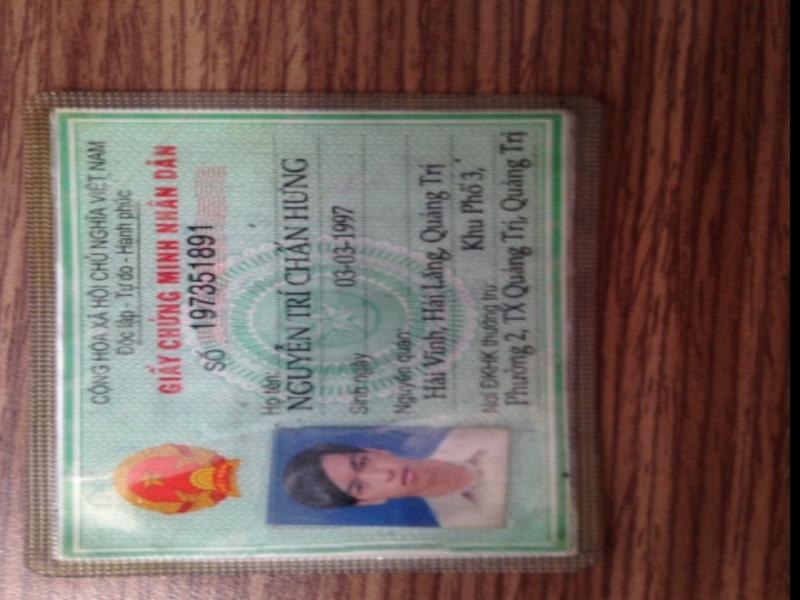 CỘNG HÒA XÃ HỘI CHỦ NGHĨA VIỆT NAM
Độc lập - Tự do - Hạnh phúc
GIẤY CHỨNG MINH NHÂN DÂN
SỐ 197351891
Họ tên:
NGUYỄN TRÍ CHẤN HƯNG
Sinh ngày 03-03-1997
Nguyên quán:
Hải Vĩnh, Hải Lăng, Quảng Trị
Nơi ĐKHK thường trú: Khu Phố 3,
Phường 2, TX Quảng Trị, Quảng Trị